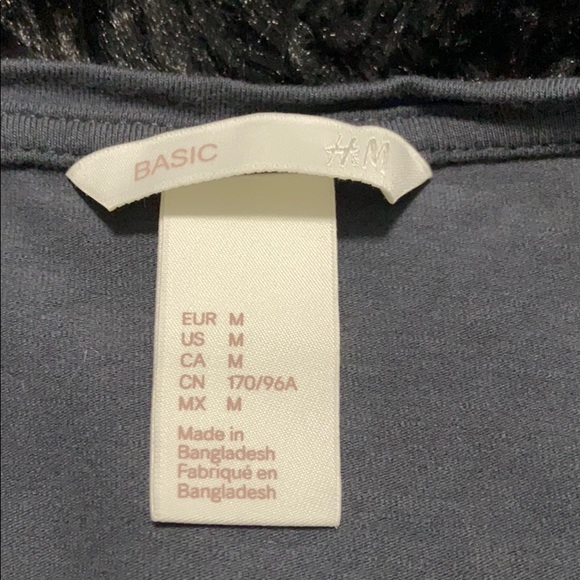 BASIC H&M
EUR M
US M
CA M
CN 170/96A
MX M
Made in
Bangladesh
Fabriqué en
Bangladesh